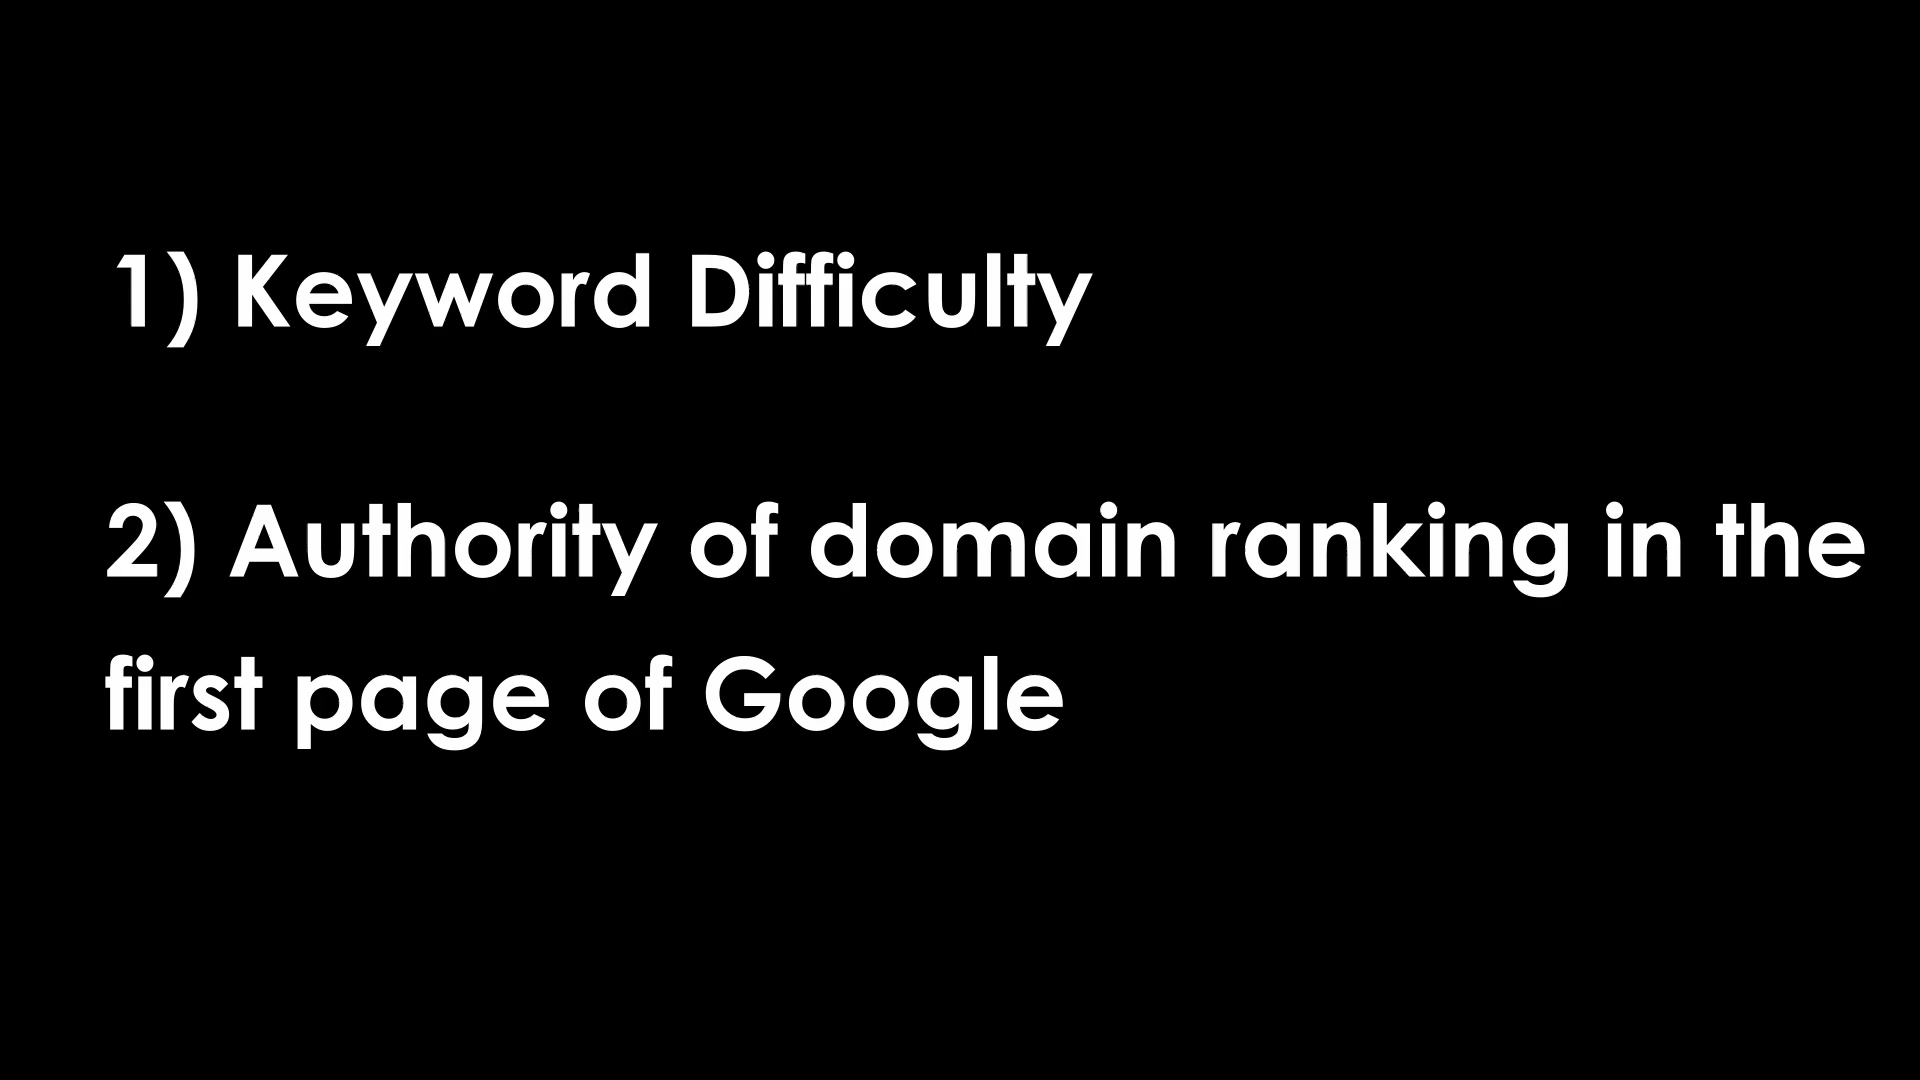 1) Keyword Difficulty
2) Authority of domain ranking in the
first page of Google